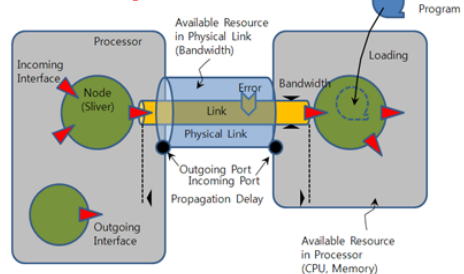 Program
Available Resource
in Physical Link
(Bandwidth)
Processor
Loading
Incoming
Interface
Node
(Sliver)
Error
Bandwidth
Link
Physical Link
Outgoing Port
Incoming Port
Propagation Delay
Outgoing
Interface
Available Resource
in Processor
(CPU, Memory)